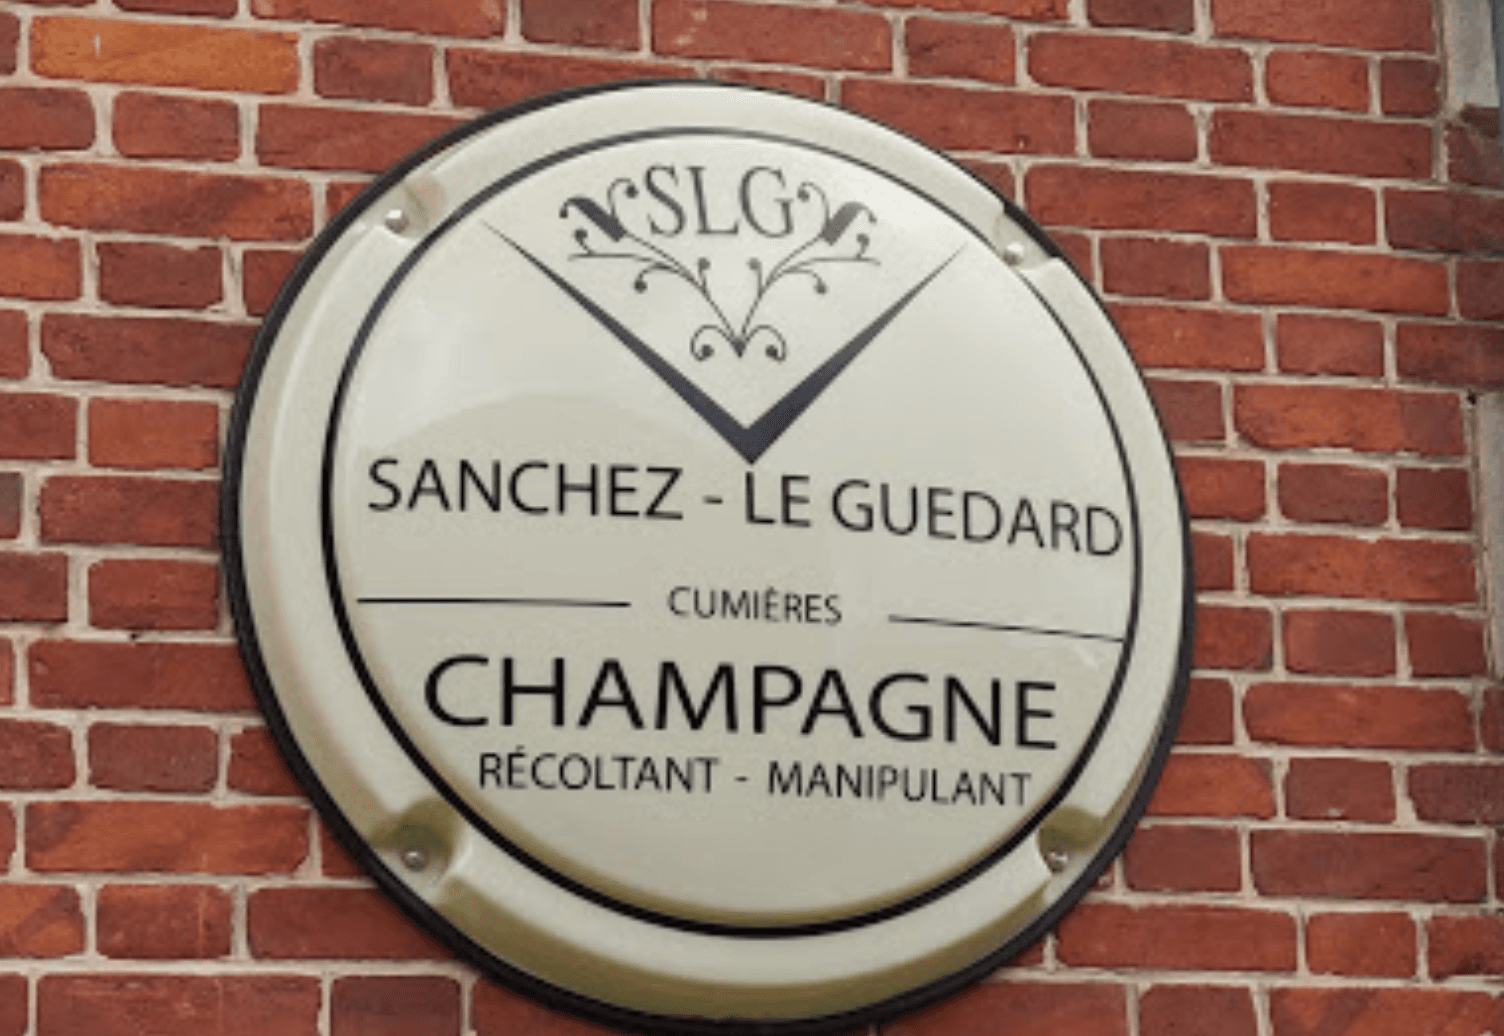 SLG
SANCHEZ - LE GUEDARD
CUMIÈRES
CHAMPAGNE
RÉCOLTANT - MANIPULANT